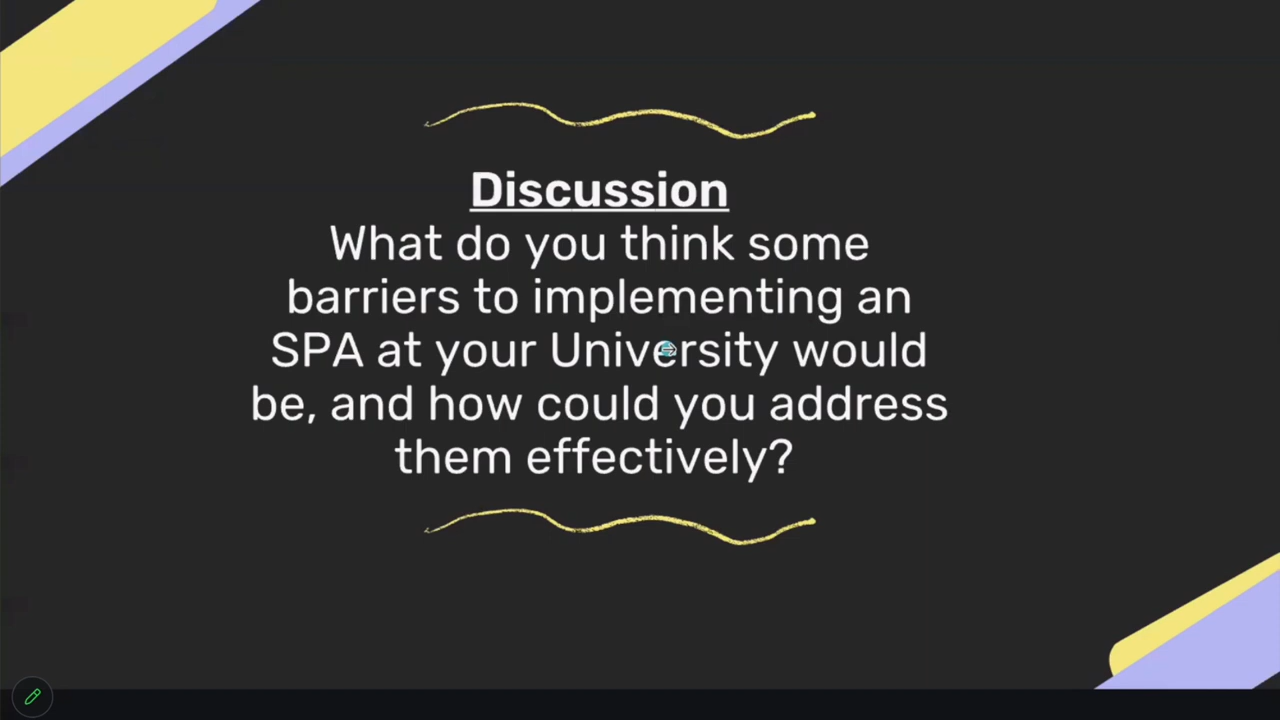 Discussion
What do you think some
barriers to implementing an
SPA at your University would
be, and how could you address
them effectively?